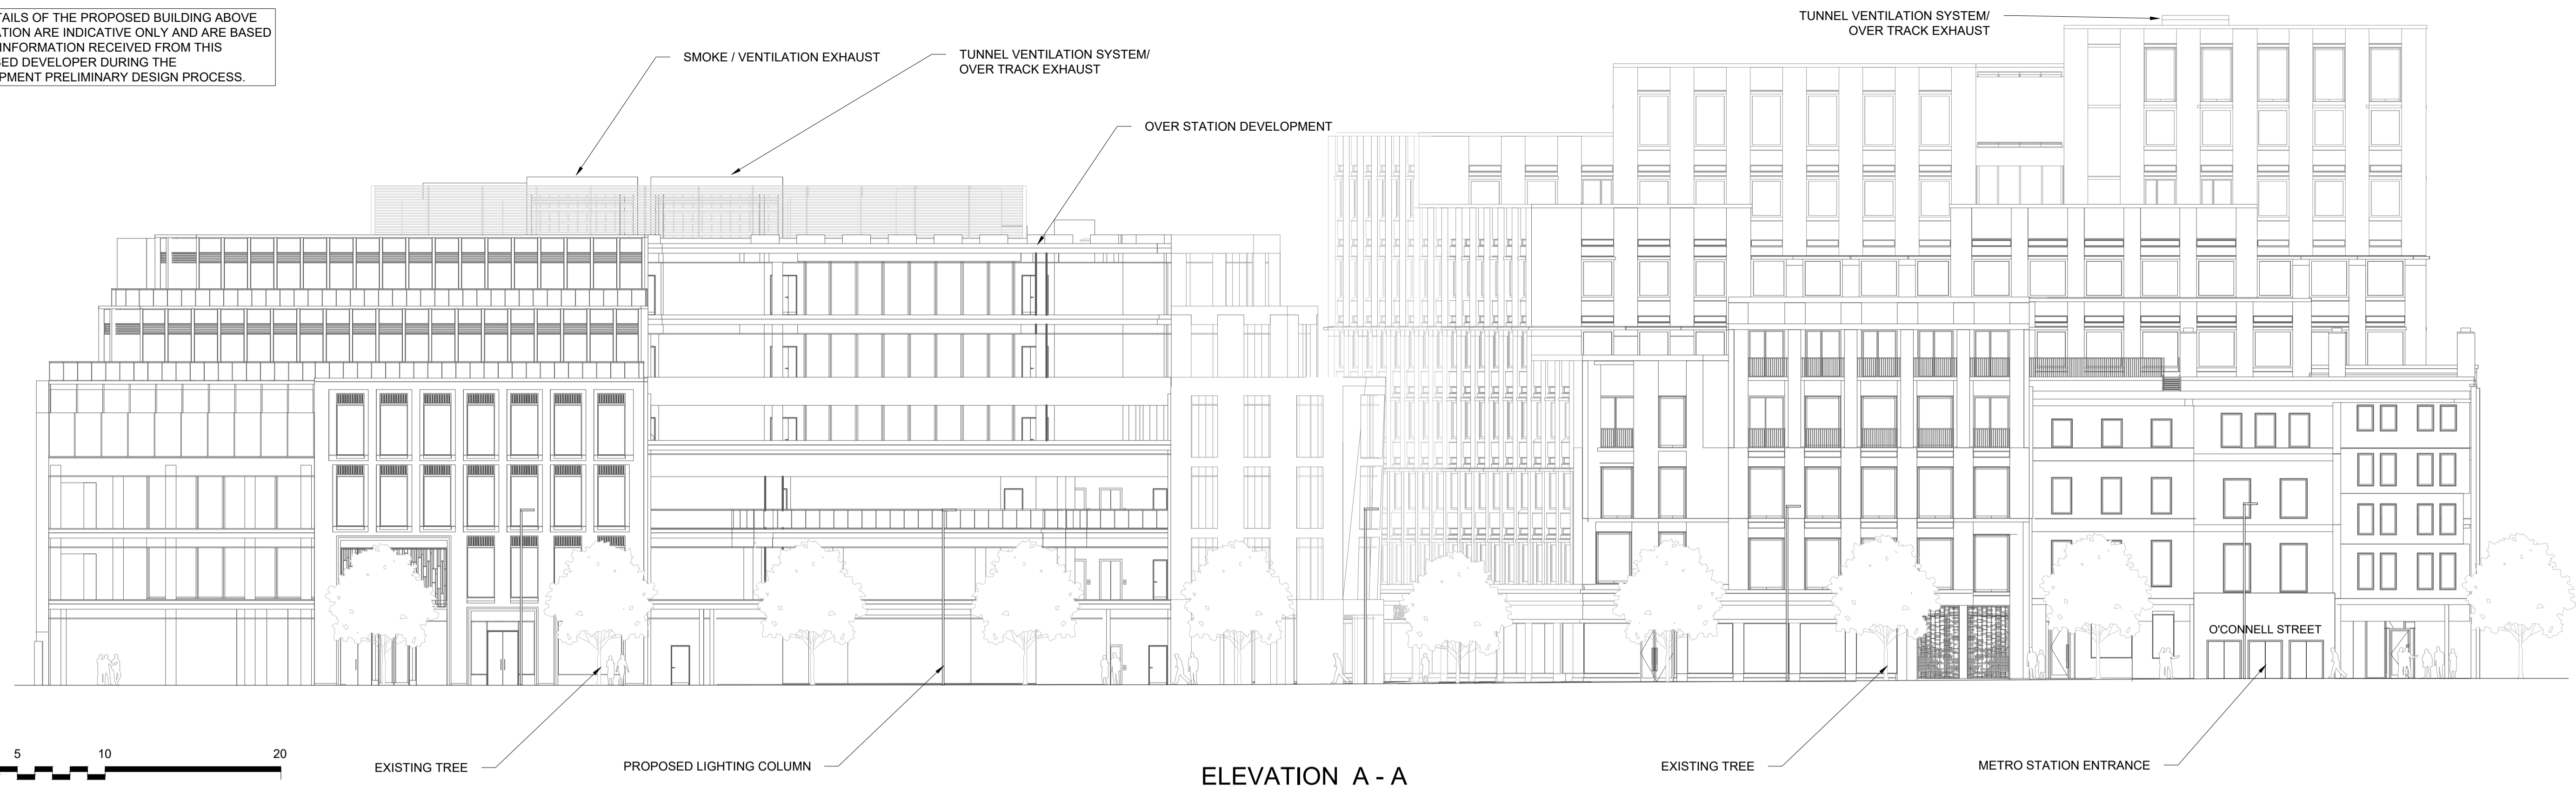 TAILS OF THE PROPOSED BUILDING ABOVE
ATION ARE INDICATIVE ONLY AND ARE BASED
INFORMATION RECEIVED FROM THIS
SED DEVELOPER DURING THE
PMENT PRELIMINARY DESIGN PROCESS.
SMOKE / VENTILATION EXHAUST
TUNNEL VENTILATION SYSTEM/
OVER TRACK EXHAUST
OVER STATION DEVELOPMENT
TUNNEL VENTILATION SYSTEM/
OVER TRACK EXHAUST
O'CONNELL STREET
5 10 20
EXISTING TREE
PROPOSED LIGHTING COLUMN
ELEVATION A - A
EXISTING TREE
METRO STATION ENTRANCE